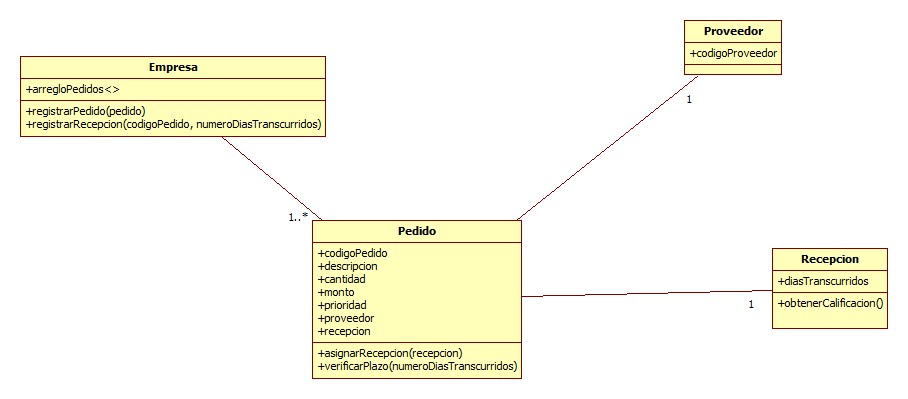 Proveedor
+codigoProveedor
1
Empresa
+arregloPedidos<>
+registrarPedido(pedido)
+registrarRecepcion(codigoPedido, numeroDiasTranscurridos)
1..*
Pedido
+codigoPedido
+descripcion
+cantidad
+monto
+prioridad
+proveedor
+recepcion
+asignarRecepcion(recepcion)
+verificarPlazo(numeroDiasTranscurridos)
1
Recepcion
+diasTranscurridos
+obtenerCalificacion()